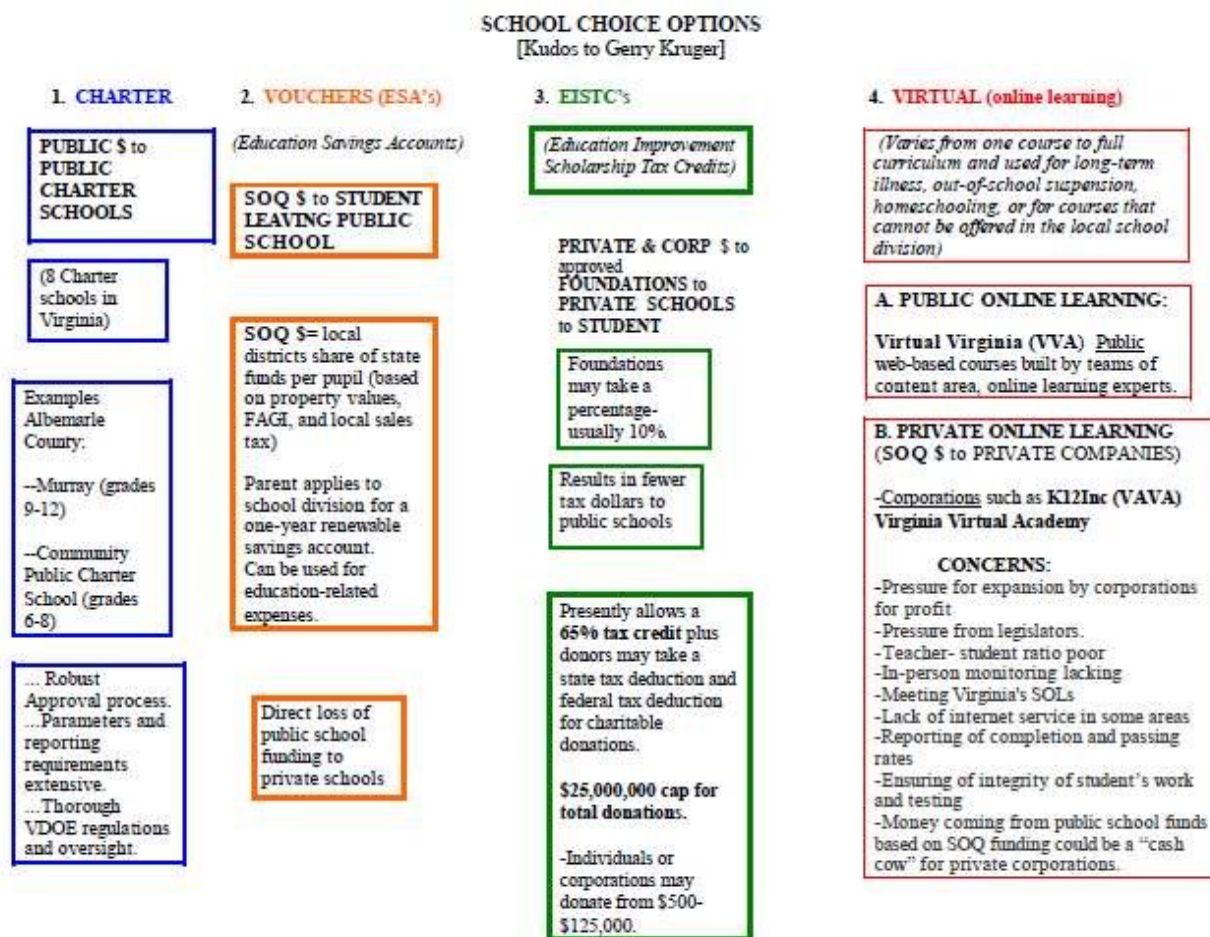 SCHOOL CHOICE OPTIONS
[Kudos to Gerry Kruger]
1. CHARTER
PUBLIC $ to
PUBLIC
CHARTER
SCHOOLS
(8 Charter
schools in
Virginia)
Examples
Albemarle
County:
--Murray (grades
9-12)
--Community
Public Charter
School (grades
6-8)
... Robust
Approval process.
...Parameters and
reporting
requirements
extensive.
...Thorough
VDOE regulations
and oversight.
2. VOUCHERS (ESA's)
(Education Savings Accounts)
SOQ $ to STUDENT
LEAVING PUBLIC
SCHOOL
SOQ $= local
districts share of state
funds per pupil (based
on property values,
FAGI, and local sales
tax)
Parent applies to
school division for a
one-year renewable
savings account.
Can be used for
education-related
expenses.
Direct loss of
public school
funding to
private schools
3. EISTC's
(Education Improvement
Scholarship Tax Credits)
PRIVATE & CORP $ to
approved
FOUNDATIONS to
PRIVATE SCHOOLS
to STUDENT
Foundations
may take a
percentage-
usually 10%.
Results in fewer
tax dollars to
public schools
Presently allows a
65% tax credit plus
donors may take a
state tax deduction and
federal tax deduction
for charitable
donations.
$25,000,000 cap for
total donations.
-Individuals or
corporations may
donate from $500-
$125,000.
4. VIRTUAL (online learning)
(Varies from one course to full
curriculum and used for long-term
illness, out-of-school suspension,
homeschooling, or for courses that
cannot be offered in the local school
division)
A. PUBLIC ONLINE LEARNING:
Virtual Virginia (VVA) Public
web-based courses built by teams of
content area, online learning experts.
B. PRIVATE ONLINE LEARNING
(SOQ $ to PRIVATE COMPANIES)
-Corporations such as K12Inc (VAVA)
Virginia Virtual Academy
CONCERNS:
-Pressure for expansion by corporations
for profit
-Pressure from legislators.
-Teacher- student ratio poor
-In-person monitoring lacking
-Meeting Virginia's SOLs
-Lack of internet service in some areas
-Reporting of completion and passing
rates
-Ensuring of integrity of student's work
and testing
-Money coming from public school funds
based on SOQ funding could be a “cash
cow” for private corporations.